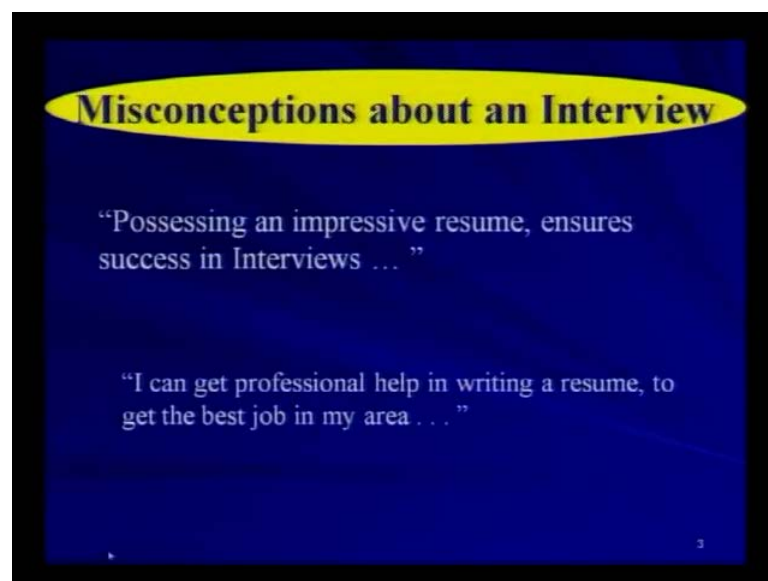 Misconceptions about an Interview
“Possessing an impressive resume, ensures
success in Interviews ... ”
“I can get professional help in writing a resume, to
get the best job in my area . . . ”
3